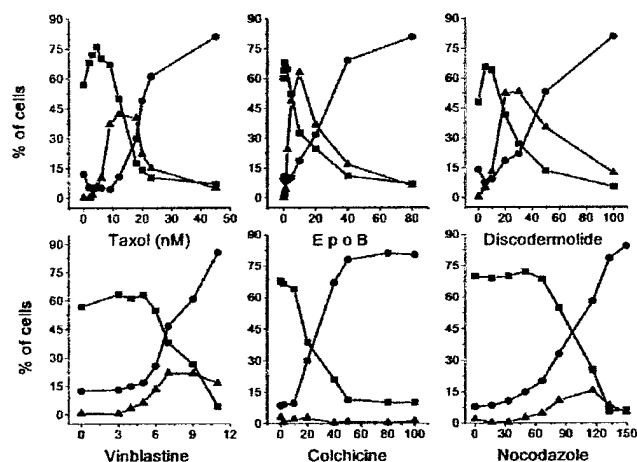 90 90 90
75 75 75
60 60 60
45 45 45
30 30 30
15 15 15
0 0 0
% of cells
0 10 20 30 40 50 0 20 40 60 80 0 20 40 60 80 100
Taxol (nM) EpoB Discodermolide
90 90 90
75 75 75
60 60 60
45 45 45
30 30 30
15 15 15
0 0 0
% of cells
0 3 6 9 12 0 20 40 60 80 100 0 30 60 90 120 150
Vinblastine Colchicine Nocodazole